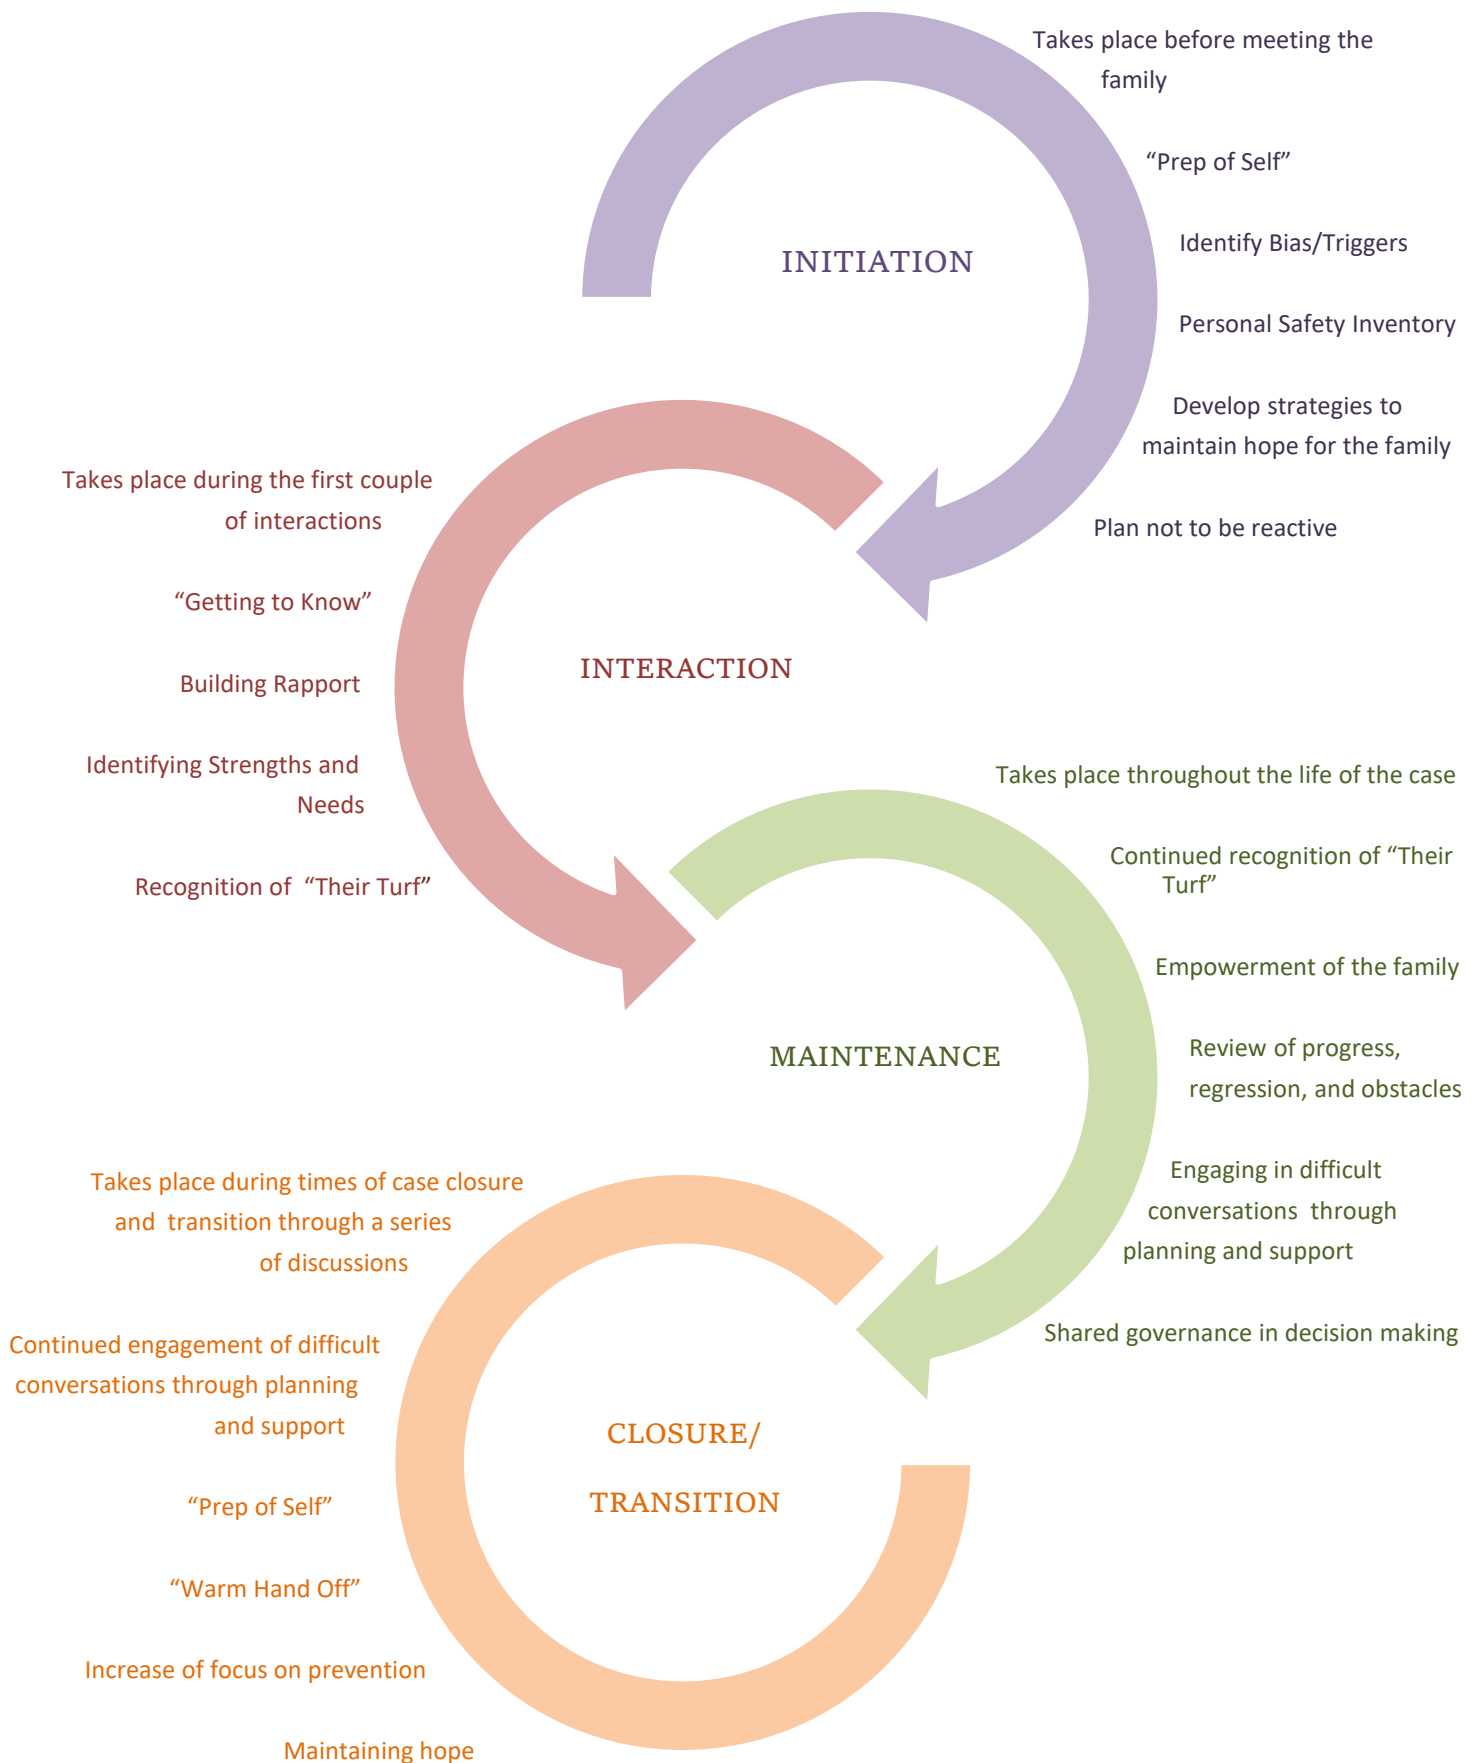 Takes place before meeting the
family
“Prep of Self”
Identify Bias/Triggers
Personal Safety Inventory
Develop strategies to
maintain hope for the family
Plan not to be reactive
INITIATION
Takes place during the first couple
of interactions
“Getting to Know”
Building Rapport
Identifying Strengths and
Needs
Recognition of “Their Turf”
INTERACTION
Takes place throughout the life of the case
Continued recognition of “Their
Turf”
Empowerment of the family
Review of progress,
regression, and obstacles
Engaging in difficult
conversations through
planning and support
Shared governance in decision making
MAINTENANCE
Takes place during times of case closure
and transition through a series
of discussions
Continued engagement of difficult
conversations through planning
and support
“Prep of Self”
“Warm Hand Off”
Increase of focus on prevention
Maintaining hope
CLOSURE/
TRANSITION